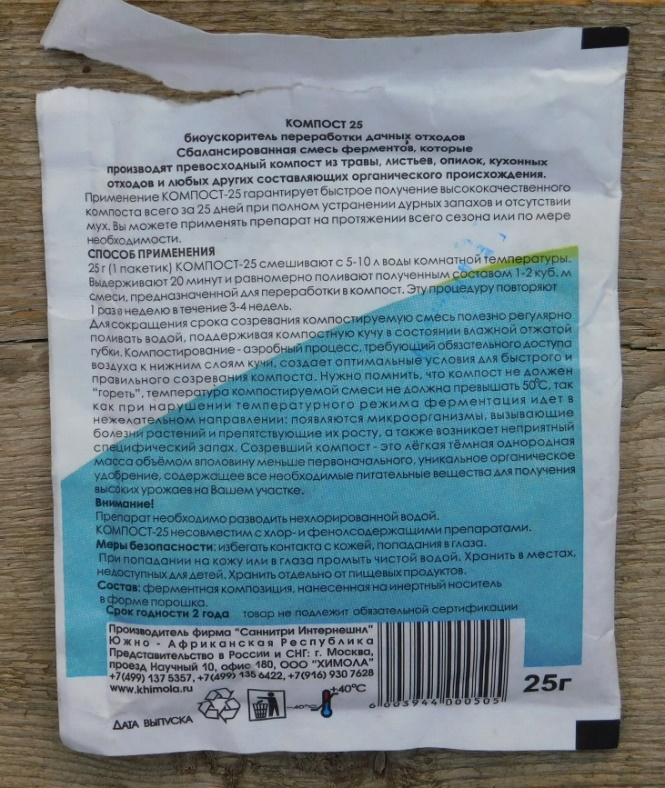 КОМПОСТ 25
биоускоритель переработки дачных отходов
Сбалансированная смесь ферментов, которые
производят превосходный компост из травы, листьев, опилок, кухонных
отходов и любых других составляющих органического происхождения.
Применение КОМПОСТ-25 гарантирует быстрое получение высококачественного
компоста всего за 25 дней при полном устранении дурных запахов и отсутствии
мух. Вы можете применять препарат на протяжении всего сезона или по мере
необходимости.
СПОСОБ ПРИМЕНЕНИЯ
25 г (1 пакетик) КОМПОСТ-25 смешивают с 5-10 л воды комнатной температуры.
Выдерживают 20 минут и равномерно поливают полученным составом 1-2 куб. м
смеси, предназначенной для переработки в компост. Эту процедуру повторяют
1 раз в неделю в течение 3-4 недель.
Для сокращения срока созревания компостируемую смесь полезно регулярно
поливать водой, поддерживая компостную кучу в состоянии влажной отжатой
губки. Компостирование - аэробный процесс, требующий обязательного доступа
воздуха к нижним слоям кучи, создает оптимальные условия для быстрого и
правильного созревания компоста. Нужно помнить, что компост не должен
"гореть", температура компостируемой смеси не должна превышать 50°С, так
как при нарушении температурного режима ферментация идет в
нежелательном направлении: появляются микроорганизмы, вызывающие
болезни растений и препятствующие их росту, а также возникает неприятный
специфический запах. Созревший компост - это лёгкая тёмная однородная
масса объёмом вполовину меньше первоначального, уникальное органическое
удобрение, содержащее все необходимые питательные вещества для получения
высоких урожаев на Вашем участке.
Внимание!
Препарат необходимо разводить нехлорированной водой.
КОМПОСТ-25 несовместим с хлор- и фенолсодержащими препаратами.
Меры безопасности: избегать контакта с кожей, попадания в глаза.
При попадании на кожу или в глаза промыть чистой водой. Хранить в местах,
недоступных для детей. Хранить отдельно от пищевых продуктов.
Состав: ферментная композиция, нанесенная на инертный носитель
в форме порошка.
Срок годности 2 года товар не подлежит обязательной сертификации
Производитель фирма "Саннитри Интернешнл"
Южно - Африканская Республика
Представительство в России и СНГ: г. Москва,
проезд Научный 10, офис 180, ООО "ХИМОЛА"
+7(499) 137 5357, +7(499) 135 6422, +7(916) 930 7628
www.khimola.ru
-40°С +40°С
6 003944 000505
25г
ДАТА ВЫПУСКА